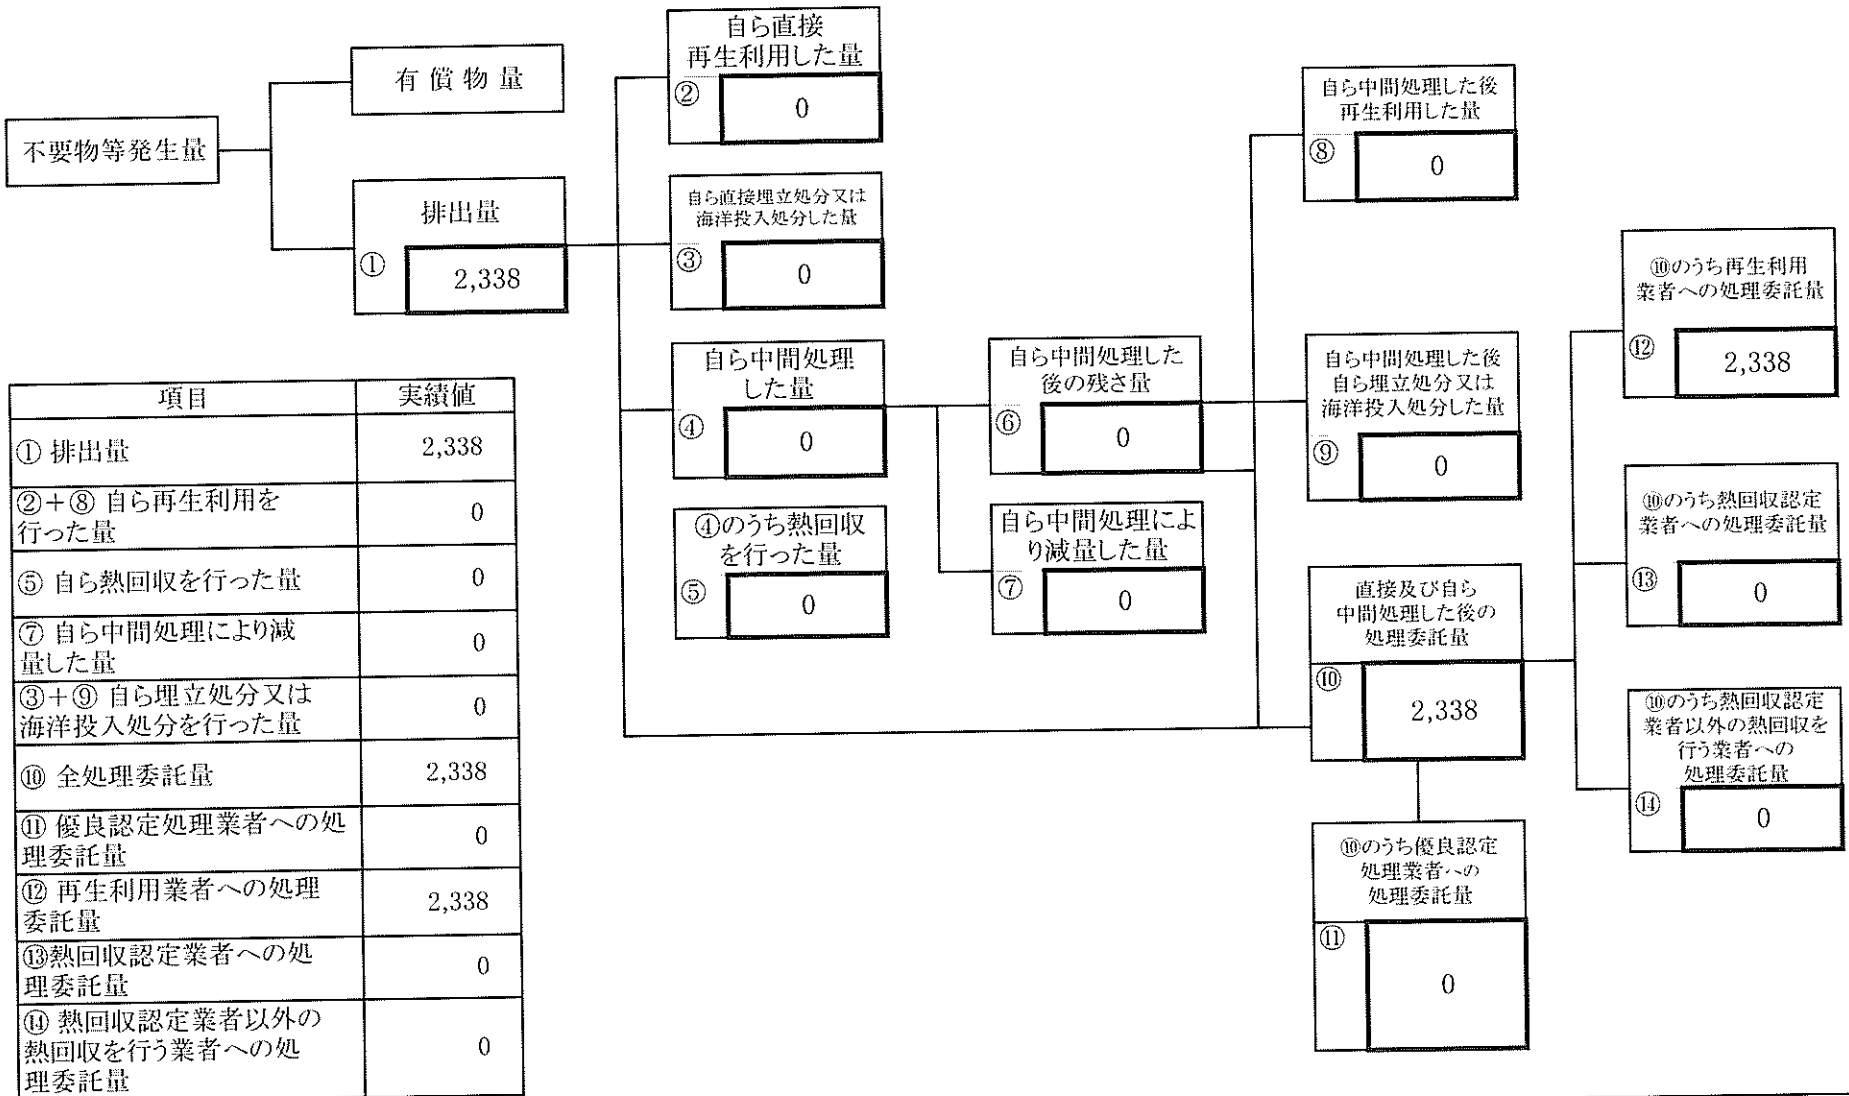 不要物等発生量
有償物量
排出量
①
2,338
自ら直接
再生利用した量
②
0
自ら直接埋立処分又は
海洋投入処分した量
③
0
自ら中間処理
した量
④
0
④のうち熱回収
を行った量
⑤
0
自ら中間処理した
後の残さ量
⑥
0
自ら中間処理によ
り減量した量
⑦
0
自ら中間処理した後
再生利用した量
⑧
0
自ら中間処理した後
自ら埋立処分又は
海洋投入処分した量
⑨
0
直接及び自ら
中間処理した後の
処理委託量
⑩
2,338
⑩のうち優良認定
処理業者への
処理委託量
⑪
0
⑩のうち再生利用
業者への処理委託量
⑫
2,338
⑩のうち熱回収認定
業者への処理委託量
⑬
0
⑩のうち熱回収認定
業者以外の熱回収を
行う業者への
処理委託量
⑭
0
項目 実績値
① 排出量 2,338
②+⑧ 自ら再生利用を
行った量 0
⑤ 自ら熱回収を行った量 0
⑦ 自ら中間処理により減
量した量 0
③+⑨ 自ら埋立処分又は
海洋投入処分を行った量 0
⑩ 全処理委託量 2,338
⑪ 優良認定処理業者への処
理委託量 0
⑫ 再生利用業者への処理
委託量 2,338
⑬熱回収認定業者への処
理委託量 0
⑭ 熱回収認定業者以外の
熱回収を行う業者への処
理委託量 0